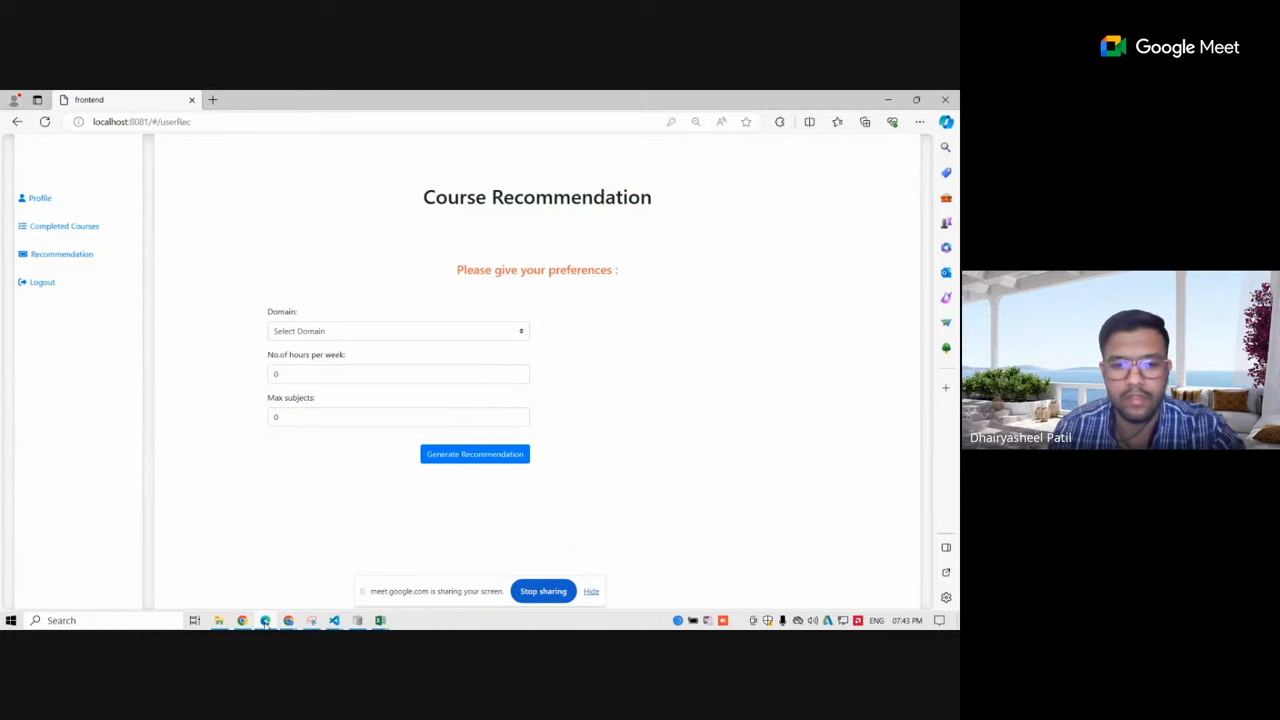 Google Meet
frontend
localhost:8081/#/userRec
Profile
Completed Courses
Recommendation
Logout
Course Recommendation
Please give your preferences :
Domain:
Select Domain
No.of hours per week:
0
Max subjects:
0
Generate Recommendation
Dhairyasheel Patil
meet.google.com is sharing your screen.
Stop sharing
Hide
Search
ENG
07:43 PM